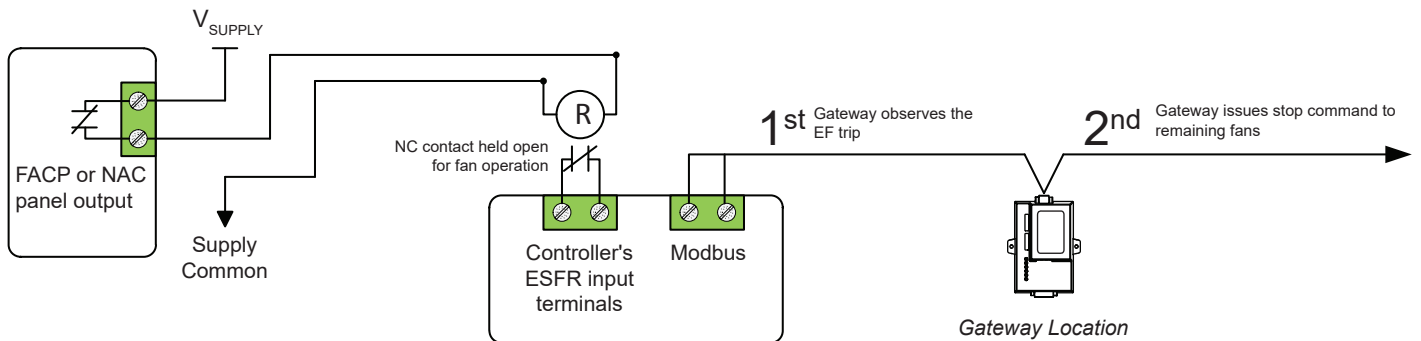 VSUPPLY
FACP or NAC
panel output
Supply
Common
R
NC contact held open
for fan operation
Controller's
ESFR input
terminals
Modbus
1st Gateway observes the
EF trip
2nd Gateway issues stop command to
remaining fans
Gateway Location